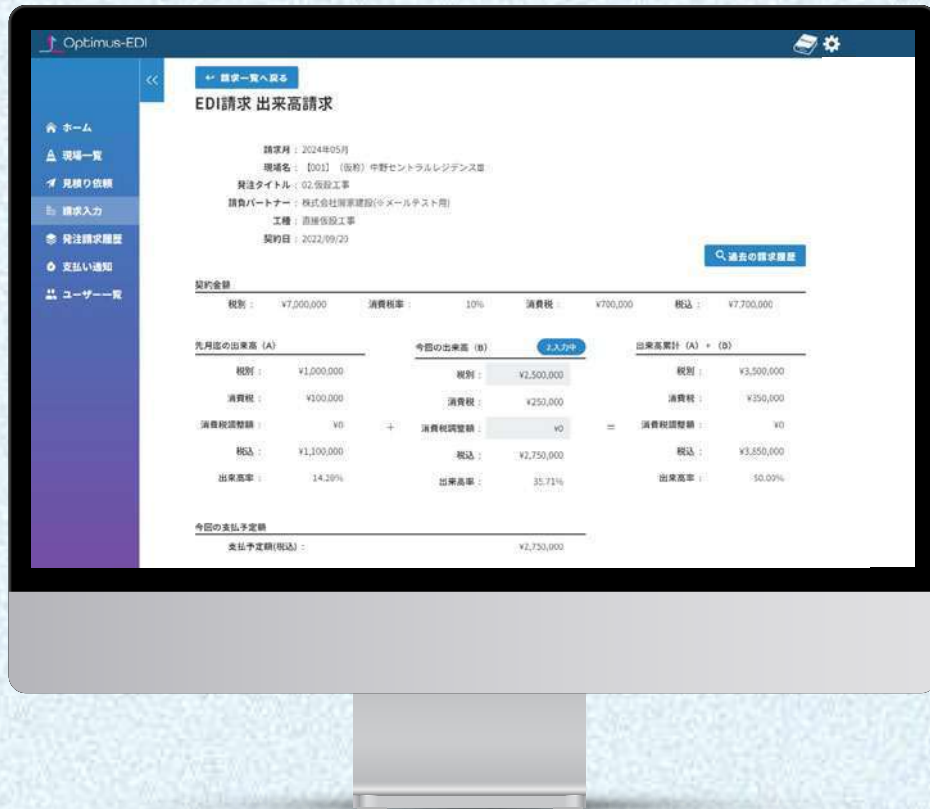 Optimus-EDI
<<
← 請求一覧へ戻る
EDI請求 出来高請求
ホーム
現場一覧
見積り依頼
請求入力
発注請求履歴
支払い通知
ユーザー一覧
請求月 : 2024年05月
現場名 : 【001】（仮称）中野セントラルレジデンスⅢ
発注タイトル : 02.仮設工事
請負パートナー : 株式会社 建設(※メールテスト用)
工種 : 直接仮設工事
契約日 : 2022/09/20
過去の請求履歴
契約金額
税別 : ¥7,000,000 消費税率 : 10% 消費税 : ¥700,000 税込 : ¥7,700,000
先月迄の出来高 (A) 今回の出来高 (B) 2.入力中 出来高累計 (A) + (B)
税別 : ¥1,000,000 税別 : ¥2,500,000 税別 : ¥3,500,000
消費税 : ¥100,000 消費税 : ¥250,000 消費税 : ¥350,000
消費税調整額 : ¥0 + 消費税調整額 : ¥0 = 消費税調整額 : ¥0
税込 : ¥1,100,000 税込 : ¥2,750,000 税込 : ¥3,850,000
出来高率 : 14.29% 出来高率 : 35.71% 出来高率 : 50.00%
今回の支払予定額
支払予定額(税込) : ¥2,750,000